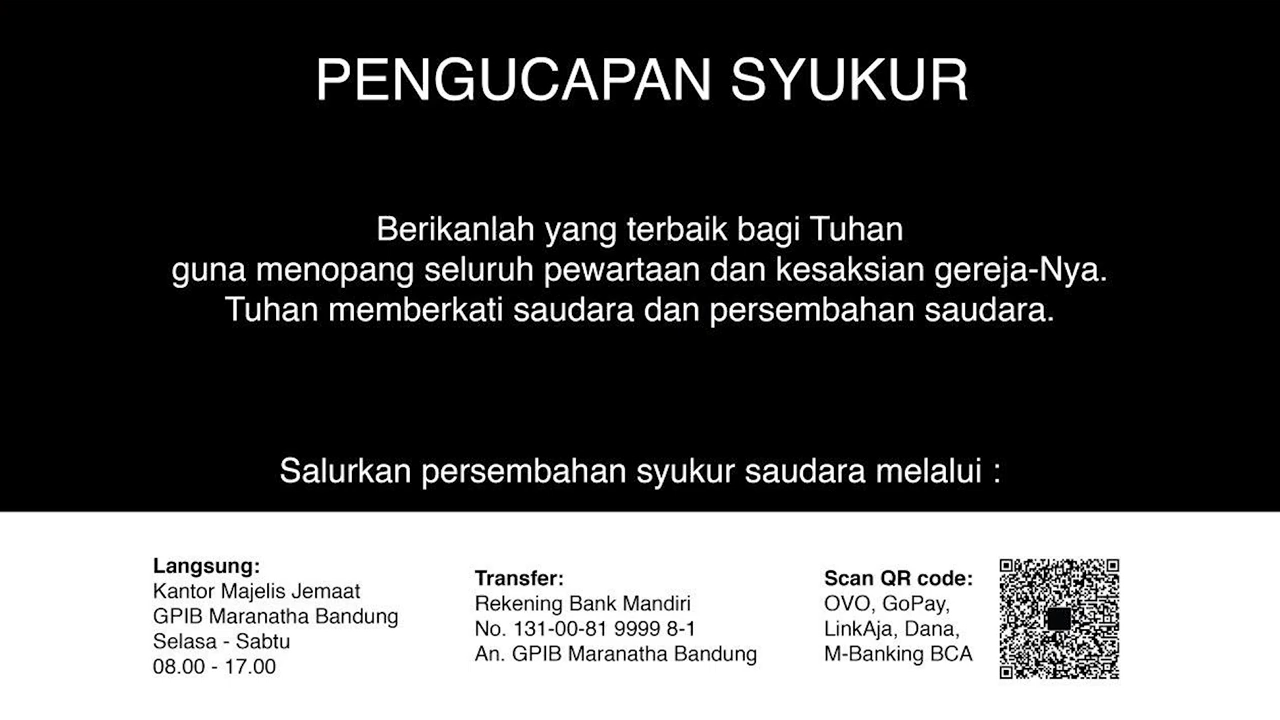 PENGUCAPAN SYUKUR
Berikanlah yang terbaik bagi Tuhan
guna menopang seluruh pewartaan dan kesaksian gereja-Nya.
Tuhan memberkati saudara dan persembahan saudara.
Salurkan persembahan syukur saudara melalui :
Langsung:
Kantor Majelis Jemaat
GPIB Maranatha Bandung
Selasa - Sabtu
08.00 - 17.00
Transfer:
Rekening Bank Mandiri
No. 131-00-81 9999 8-1
An. GPIB Maranatha Bandung
Scan QR code:
OVO, GoPay,
LinkAja, Dana,
M-Banking BCA